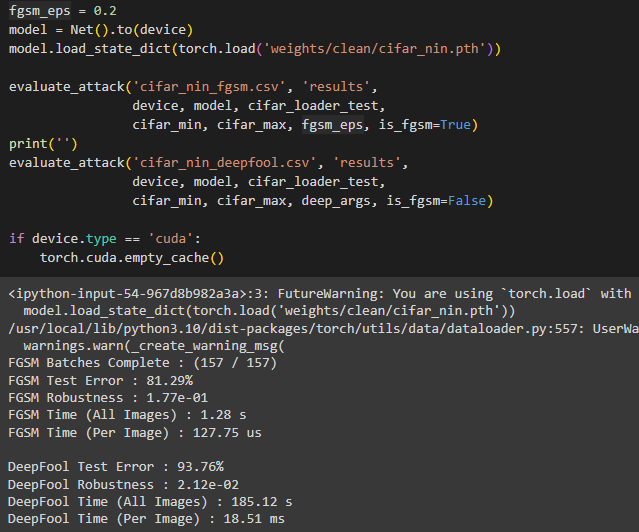 fgsm_eps = 0.2
model = Net().to(device)
model.load_state_dict(torch.load('weights/clean/cifar_nin.pth'))
evaluate_attack('cifar_nin_fgsm.csv', 'results',
device, model, cifar_loader_test,
cifar_min, cifar_max, fgsm_eps, is_fgsm=True)
print('')
evaluate_attack('cifar_nin_deepfool.csv', 'results',
device, model, cifar_loader_test,
cifar_min, cifar_max, deep_args, is_fgsm=False)
if device.type == 'cuda':
torch.cuda.empty_cache()
<ipython-input-54-967d8b982a3a>:3: FutureWarning: You are using `torch.load` with
model.load_state_dict(torch.load('weights/clean/cifar_nin.pth'))
/usr/local/lib/python3.10/dist-packages/torch/utils/data/dataloader.py:557: UserWa
warnings.warn(_create_warning_msg(
FGSM Batches Complete : (157 / 157)
FGSM Test Error : 81.29%
FGSM Robustness : 1.77e-01
FGSM Time (All Images) : 1.28 s
FGSM Time (Per Image) : 127.75 us
DeepFool Test Error : 93.76%
DeepFool Robustness : 2.12e-02
DeepFool Time (All Images) : 185.12 s
DeepFool Time (Per Image) : 18.51 ms